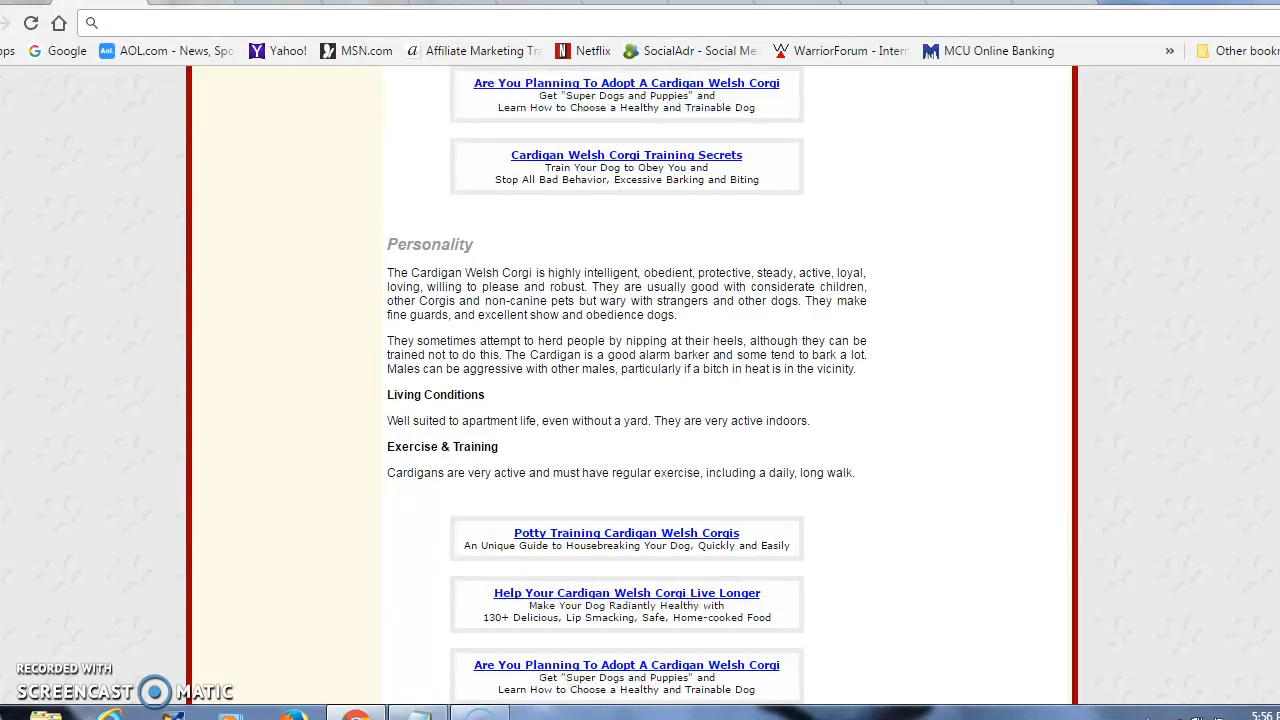 ps Google Aol. AOL.com - News, Spo Yahoo! MSN.com a Affiliate Marketing Tr Netflix SocialAdr - Social Me WarriorForum - Intern MCU Online Banking » Other book
Are You Planning To Adopt A Cardigan Welsh Corgi
Get "Super Dogs and Puppies" and
Learn How to Choose a Healthy and Trainable Dog
Cardigan Welsh Corgi Training Secrets
Train Your Dog to Obey You and
Stop All Bad Behavior, Excessive Barking and Biting
Personality
The Cardigan Welsh Corgi is highly intelligent, obedient, protective, steady, active, loyal,
loving, willing to please and robust. They are usually good with considerate children,
other Corgis and non-canine pets but wary with strangers and other dogs. They make
fine guards, and excellent show and obedience dogs.
They sometimes attempt to herd people by nipping at their heels, although they can be
trained not to do this. The Cardigan is a good alarm barker and some tend to bark a lot.
Males can be aggressive with other males, particularly if a bitch in heat is in the vicinity.
Living Conditions
Well suited to apartment life, even without a yard. They are very active indoors.
Exercise & Training
Cardigans are very active and must have regular exercise, including a daily, long walk.
Potty Training Cardigan Welsh Corgis
An Unique Guide to Housebreaking Your Dog, Quickly and Easily
Help Your Cardigan Welsh Corgi Live Longer
Make Your Dog Radiantly Healthy with
130+ Delicious, Lip Smacking, Safe, Home-cooked Food
Are You Planning To Adopt A Cardigan Welsh Corgi
Get "Super Dogs and Puppies" and
Learn How to Choose a Healthy and Trainable Dog
RECORDED WITH
SCREENCAST MATIC
5:56